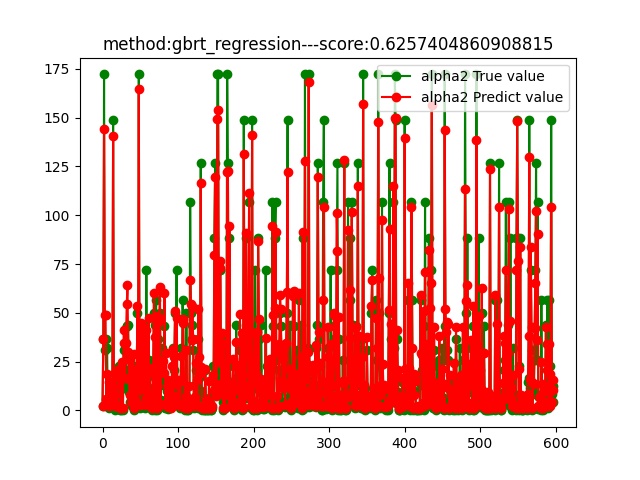 method:gbrt_regression---score:0.6257404860908815
alpha2 True value
alpha2 Predict value
175
150
125
100
75
50
25
0
0 100 200 300 400 500 600